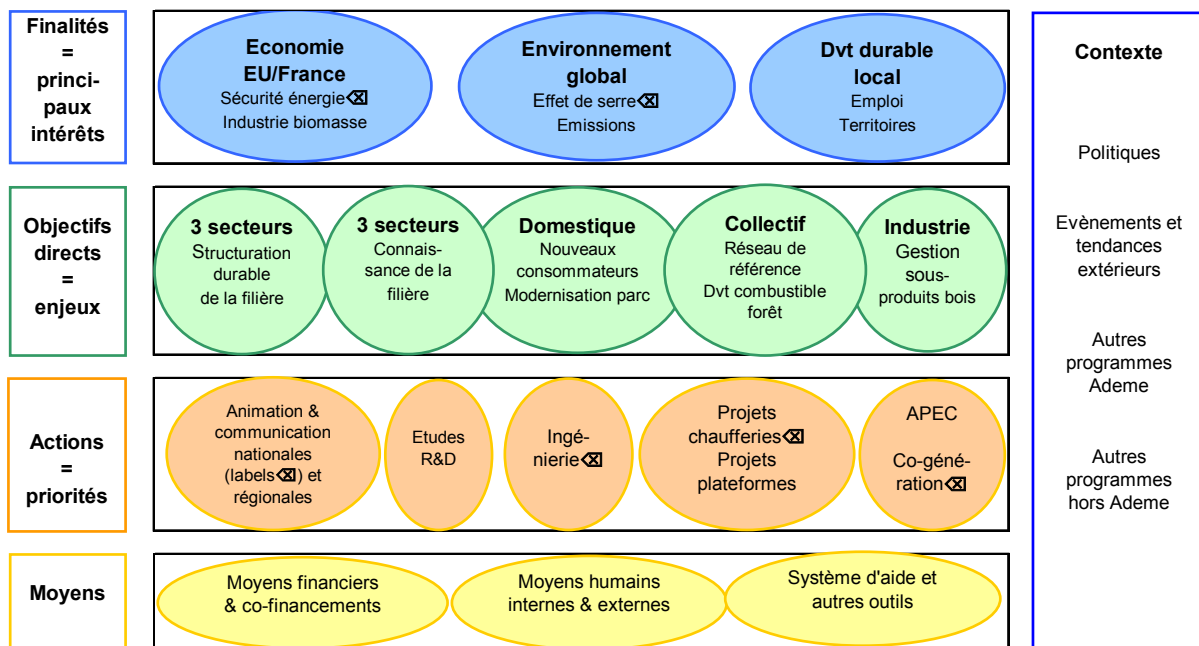 Finalités
=
princi-
paux
intérêts
Economie
EU/France
Sécurité énergie⌫
Industrie biomasse
Environnement
global
Effet de serre⌫
Emissions
Dvt durable
local
Emploi
Territoires
Objectifs
directs
=
enjeux
3 secteurs
Structuration
durable
de la filière
3 secteurs
Connais-
sance de la
filière
Domestique
Nouveaux
consommateurs
Modernisation parc
Collectif
Réseau de
référence
Dvt combustible
forêt
Industrie
Gestion
sous-
produits bois
Actions
=
priorités
Animation &
communication
nationales
(labels⌫) et
régionales
Etudes
R&D
Ingé-
nierie⌫
Projets
chaufferies⌫
Projets
plateformes
APEC
Co-géné-
ration⌫
Moyens
Moyens financiers
& co-financements
Moyens humains
internes & externes
Système d'aide et
autres outils
Contexte
Politiques
Evènements et
tendances
extérieurs
Autres
programmes
Ademe
Autres
programmes
hors Ademe